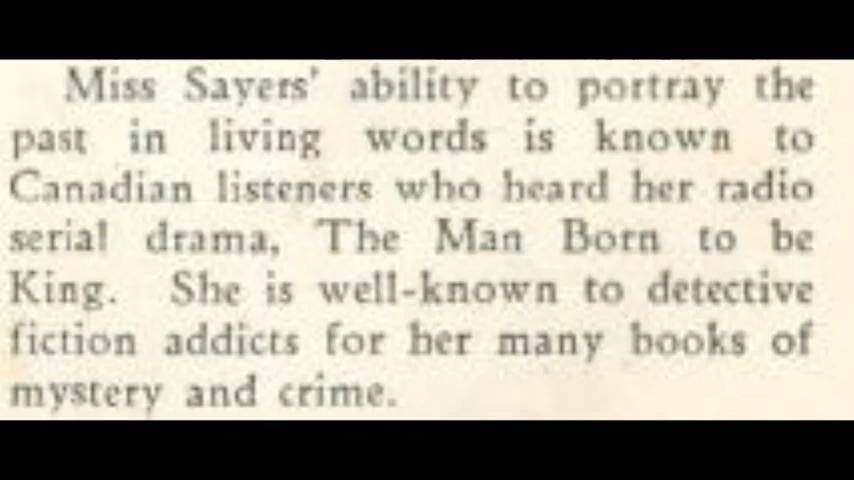 Miss Sayers' ability to portray the
past in living words is known to
Canadian listeners who heard her radio
serial drama, The Man Born to be
King. She is well-known to detective
fiction addicts for her many books of
mystery and crime.